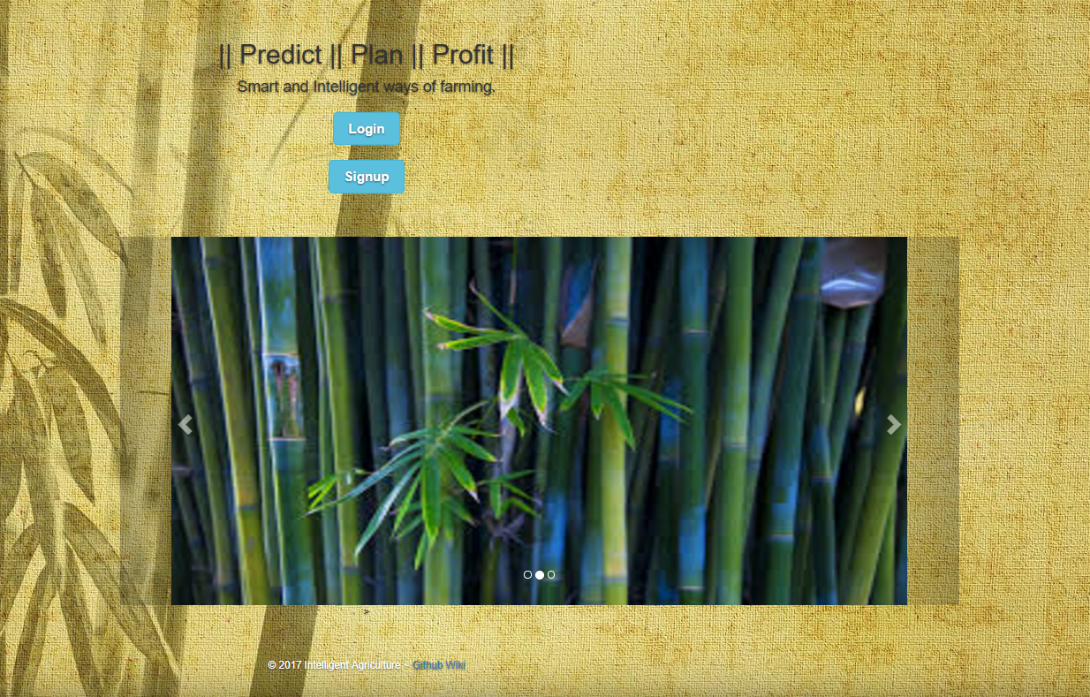 || Predict || Plan || Profit ||
Smart and Intelligent ways of farming.
Login
Signup
>
© 2017 Intelligent Agriculture - Github Wiki